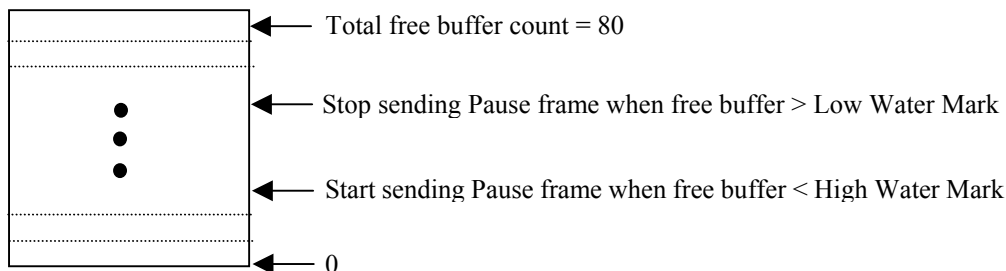 Total free buffer count = 80
Stop sending Pause frame when free buffer > Low Water Mark
Start sending Pause frame when free buffer < High Water Mark
0